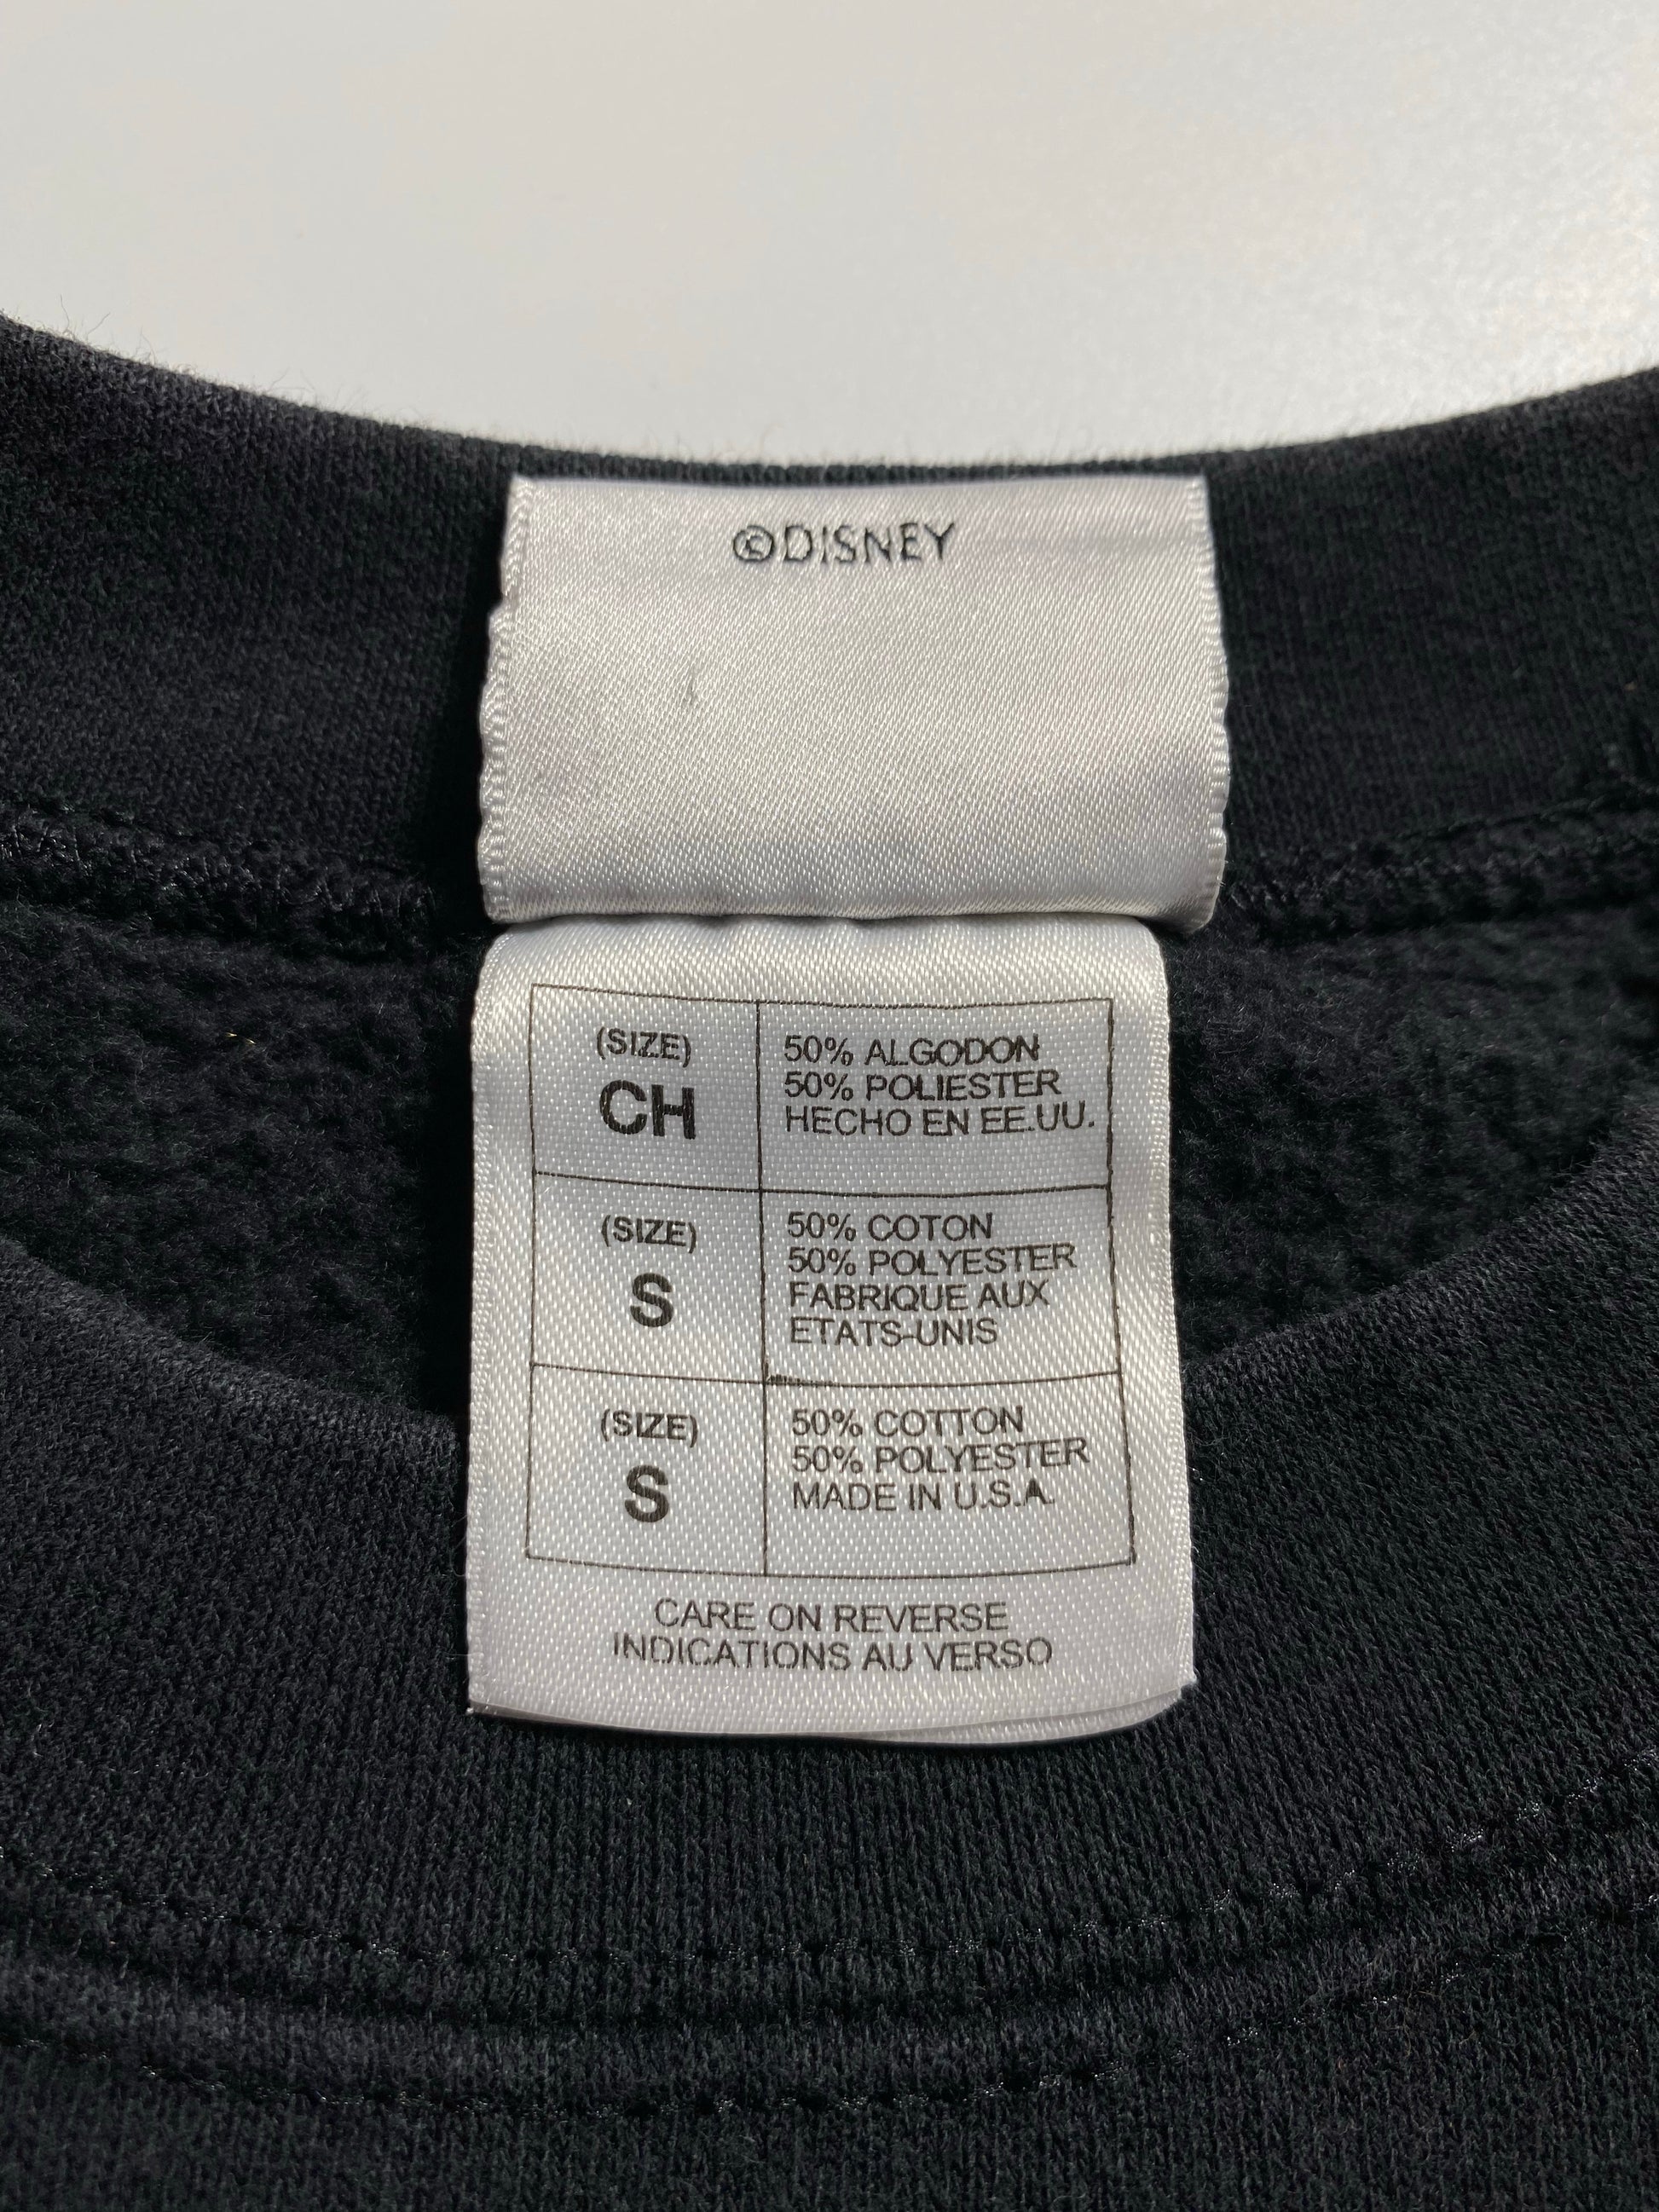 ©DISNEY
(SIZE)
CH
50% ALGODON
50% POLIESTER
HECHO EN EE.UU.
(SIZE)
S
50% COTON
50% POLYESTER
FABRIQUE AUX
ETATS-UNIS
(SIZE)
S
50% COTTON
50% POLYESTER
MADE IN U.S.A.
CARE ON REVERSE
INDICATIONS AU VERSO